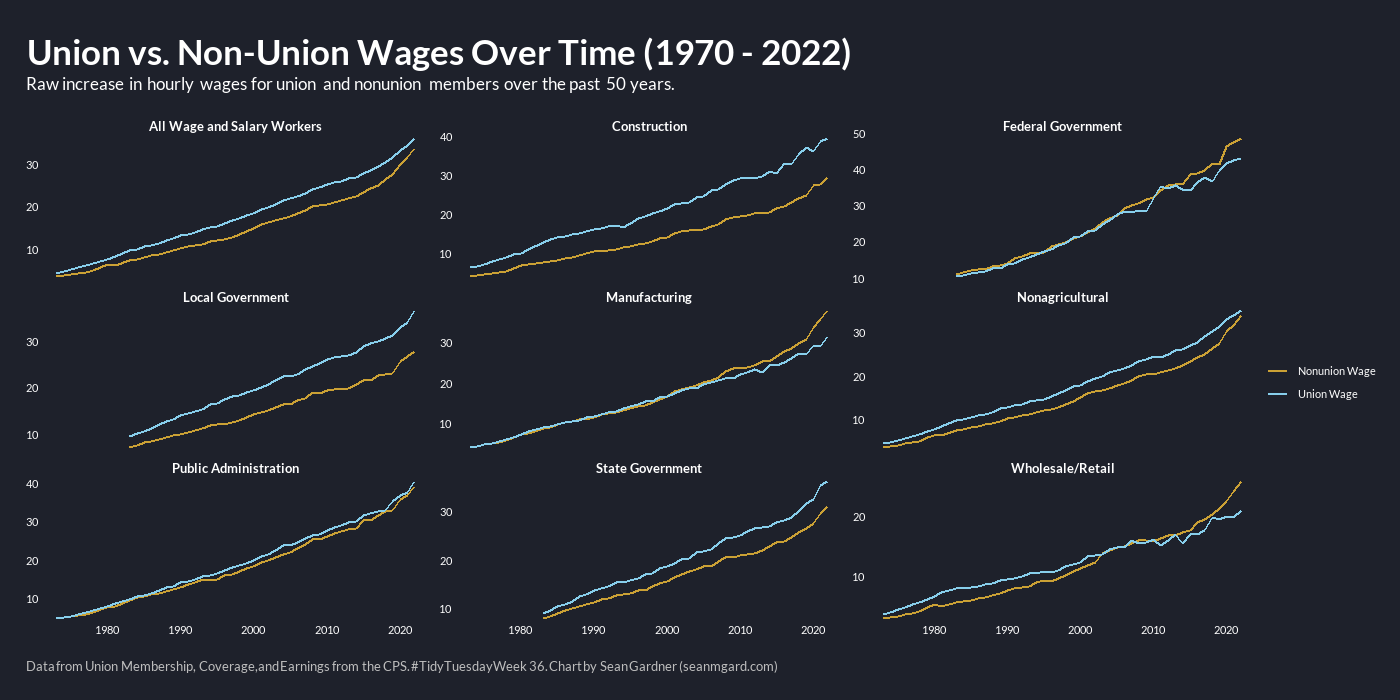 Union vs. Non-Union Wages Over Time (1970 - 2022)
Raw increase in hourly wages for union and nonunion members over the past 50 years.
All Wage and Salary Workers
30
20
10
Construction
40
30
20
10
Federal Government
50
40
30
20
10
Local Government
30
20
10
Manufacturing
30
20
10
Nonagricultural
30
20
10
Nonunion Wage
Union Wage
Public Administration
40
30
20
10
1980 1990 2000 2010 2020
State Government
30
20
10
1980 1990 2000 2010 2020
Wholesale/Retail
20
10
1980 1990 2000 2010 2020
Data from Union Membership, Coverage, and Earnings from the CPS. #TidyTuesday Week 36. Chart by Sean Gardner (seanmgard.com)